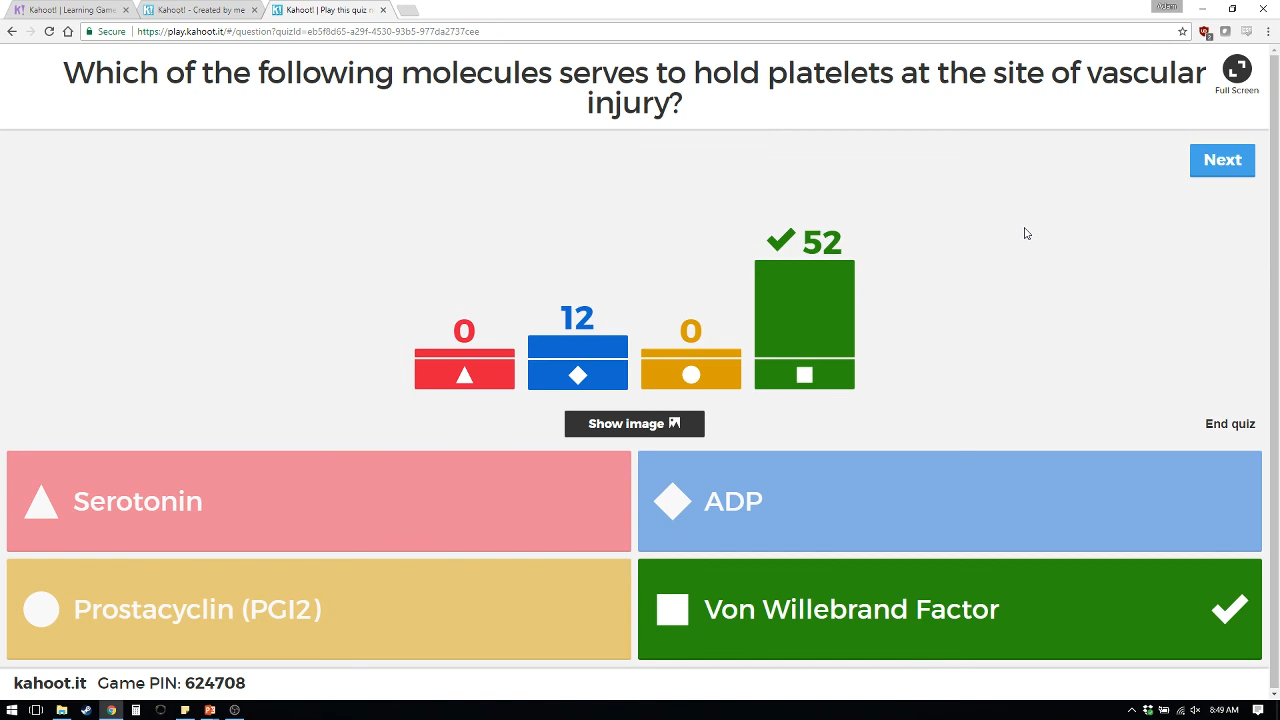 Kahoot! | Learning Game
Kahoot! - Created by me
Kahoot! | Play this quiz n
Adam
Secure
https://play.kahoot.it/#/question?quizId=eb5f8d65-a29f-4530-93b5-977da2737cee
Which of the following molecules serves to hold platelets at the site of vascular
injury?
Full Screen
Next
0
12
0
52
Show image
End quiz
Serotonin
ADP
Prostacyclin (PGI2)
Von Willebrand Factor
kahoot.it Game PIN: 624708
8:49 AM